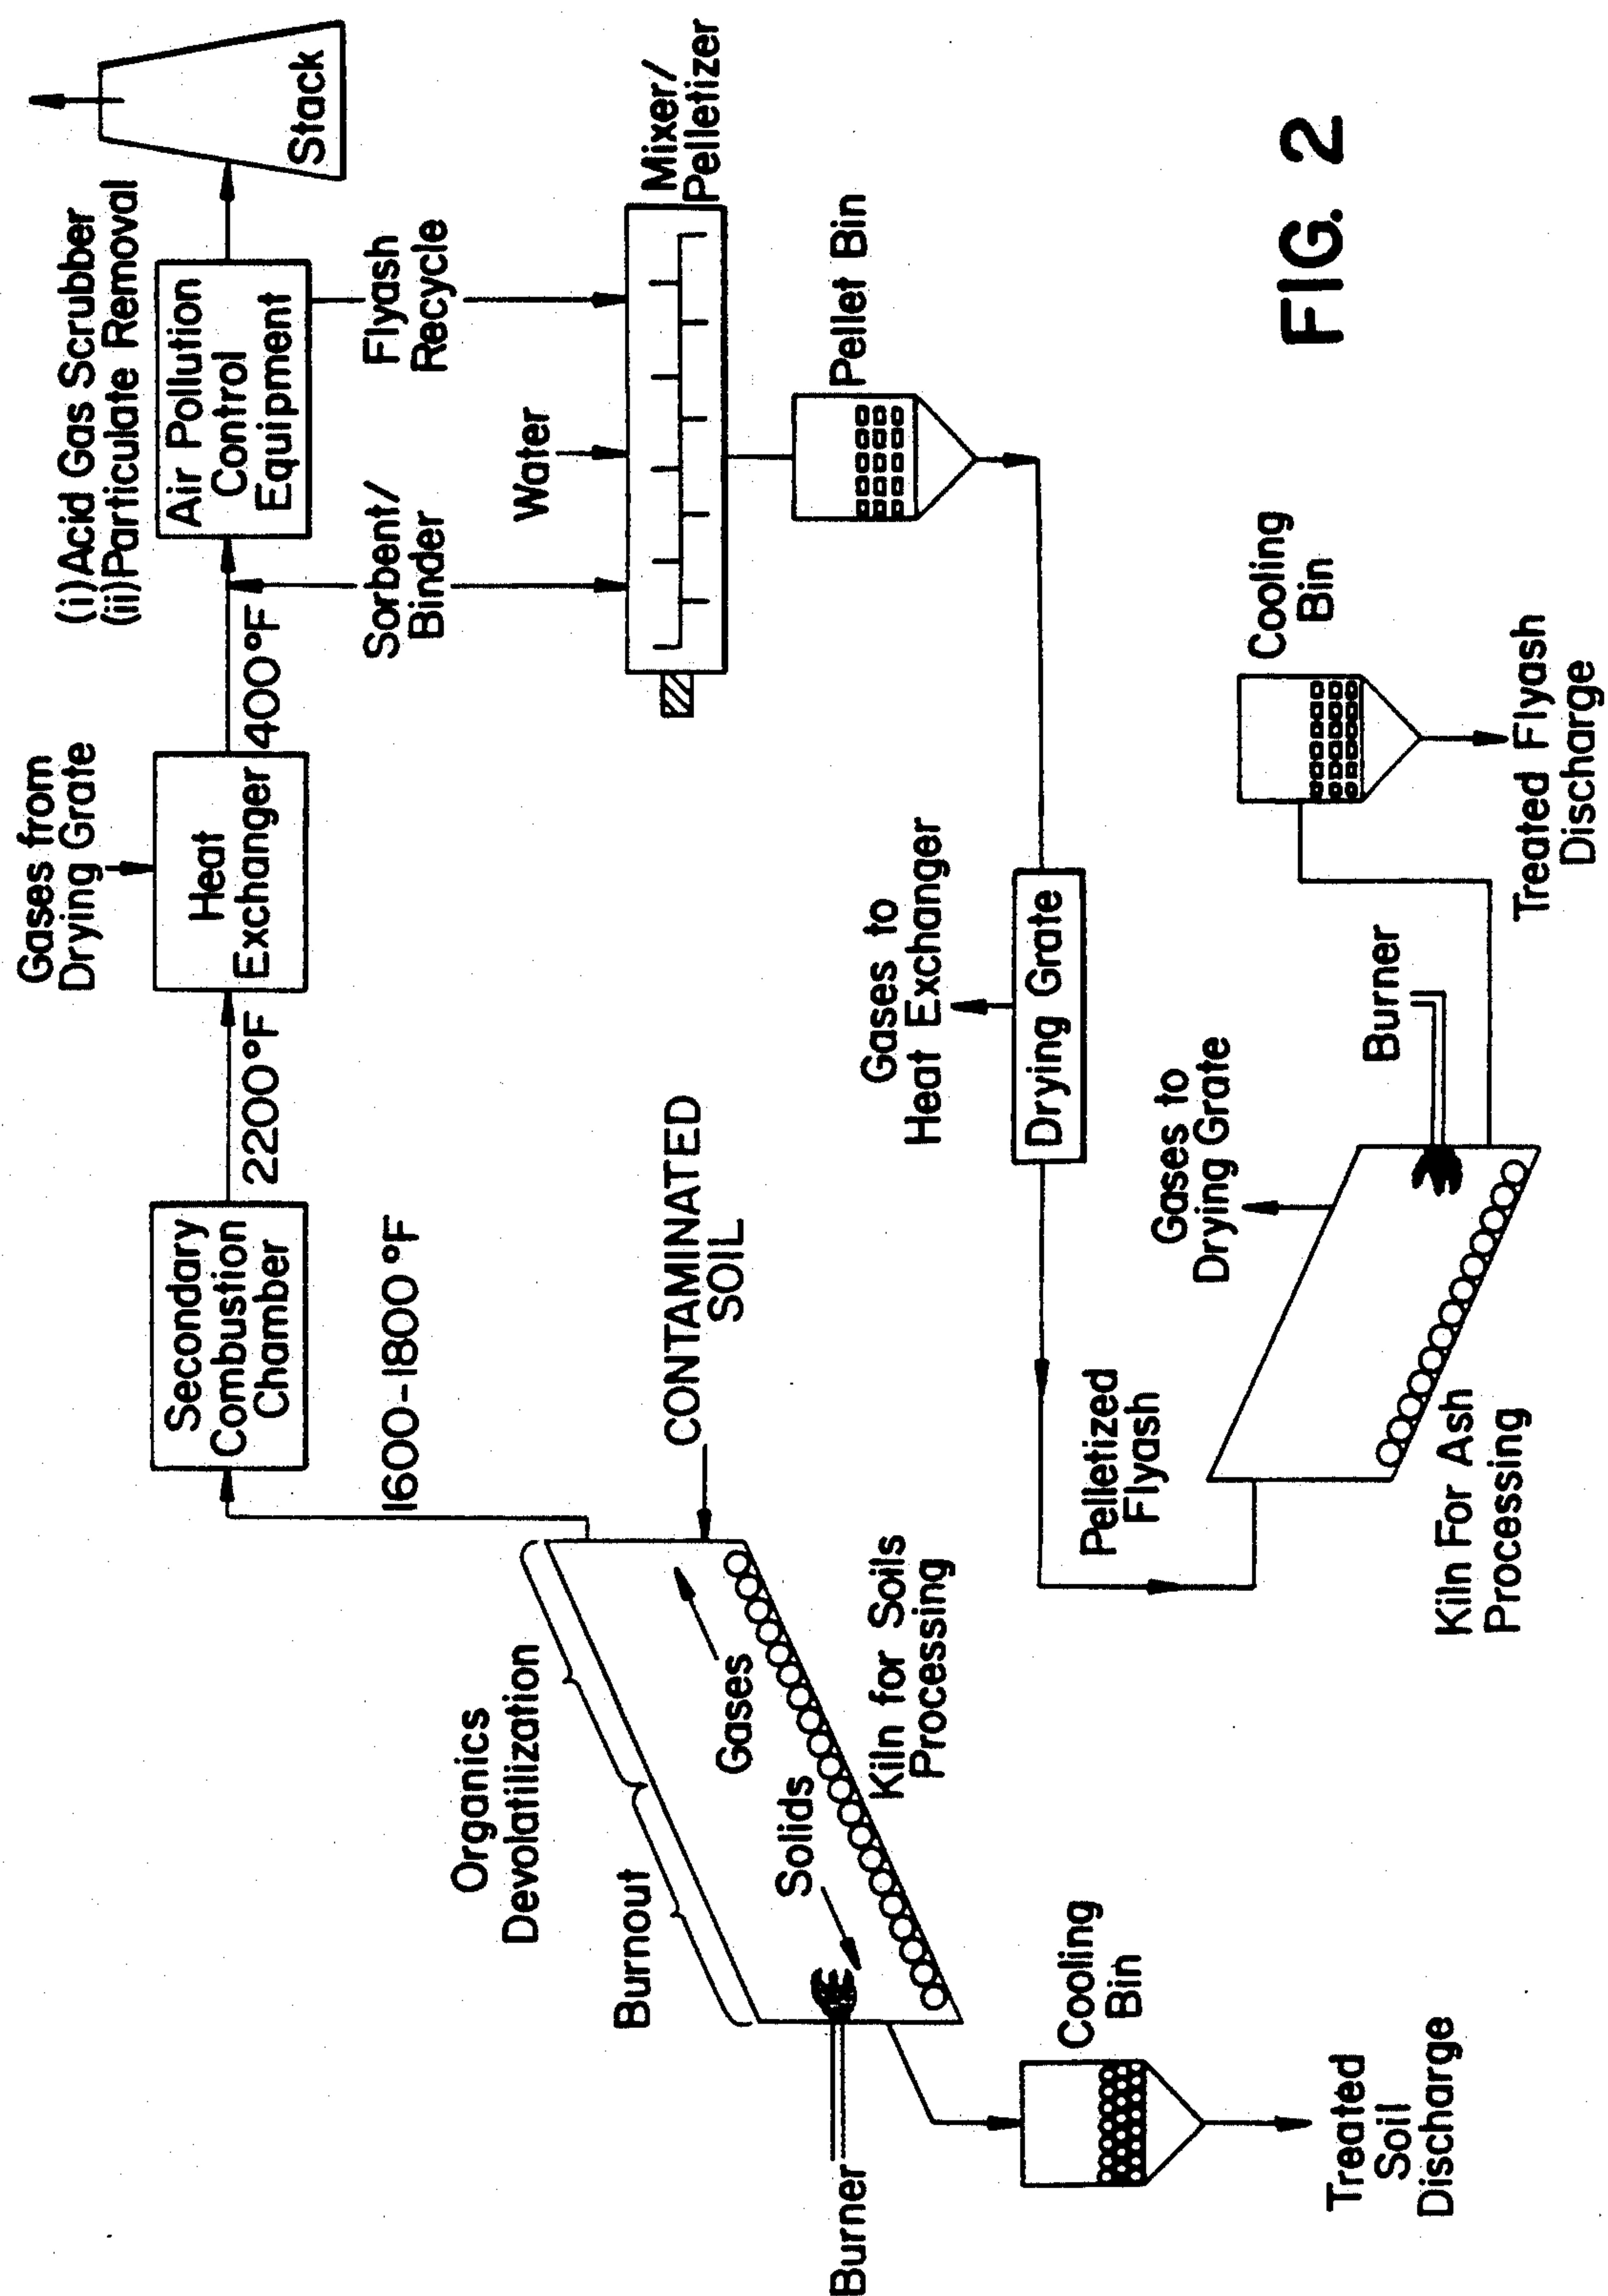 Gases from
Drying Grate
(i) Acid Gas Scrubber
(ii) Particulate Removal
Secondary
Combustion
Chamber
2200°F
Heat
Exchanger
400°F
Air Pollution
Control
Equipment
Stack
1600-1800°F
Sorbent/
Binder
Flyash
Recycle
Water
Mixer/
Pelletizer
Organics
Devolatilization
Burnout
CONTAMINATED
SOIL
Gases
Solids
Burner
Kiln for Soils
Processing
Pellet Bin
Gases to
Heat Exchanger
Drying Grate
Cooling
Bin
Treated
Soil
Discharge
Pelletized
Flyash
Gases to
Drying Grate
Burner
Kiln For Ash
Processing
Cooling
Bin
Treated Flyash
Discharge
FIG. 2